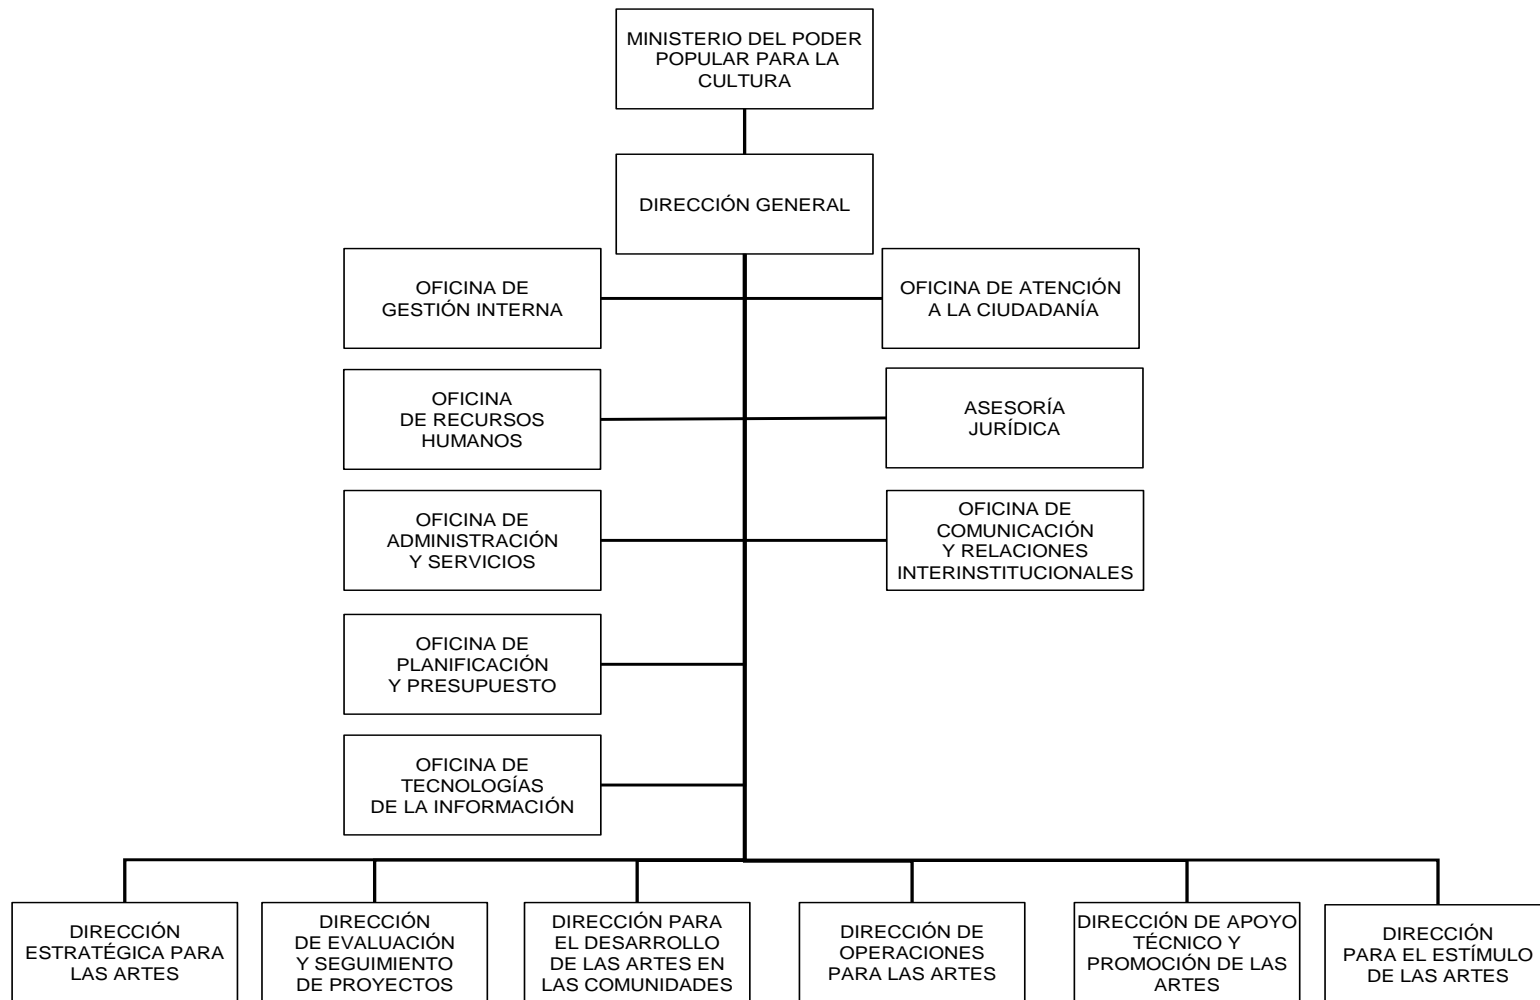 MINISTERIO DEL PODER
POPULAR PARA LA
CULTURA
DIRECCIÓN GENERAL
OFICINA DE
GESTIÓN INTERNA
OFICINA DE ATENCIÓN
A LA CIUDADANÍA
OFICINA
DE RECURSOS
HUMANOS
ASESORÍA
JURÍDICA
OFICINA DE
ADMINISTRACIÓN
Y SERVICIOS
OFICINA DE
COMUNICACIÓN
Y RELACIONES
INTERINSTITUCIONALES
OFICINA DE
PLANIFICACIÓN
Y PRESUPUESTO
OFICINA DE
TECNOLOGÍAS
DE LA INFORMACIÓN
DIRECCIÓN
ESTRATÉGICA PARA
LAS ARTES
DIRECCIÓN
DE EVALUACIÓN
Y SEGUIMIENTO
DE PROYECTOS
DIRECCIÓN PARA
EL DESARROLLO
DE LAS ARTES EN
LAS COMUNIDADES
DIRECCIÓN DE
OPERACIONES
PARA LAS ARTES
DIRECCIÓN DE APOYO
TÉCNICO Y
PROMOCIÓN DE LAS
ARTES
DIRECCIÓN
PARA EL ESTÍMULO
DE LAS ARTES